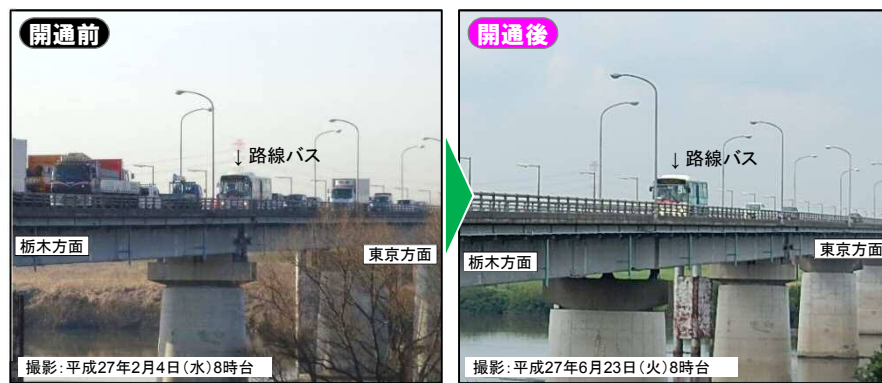 開通前
↓ 路線バス
栃木方面
東京方面
撮影:平成27年2月4日(水)8時台
開通後
↓ 路線バス
栃木方面
東京方面
撮影:平成27年6月23日(火)8時台